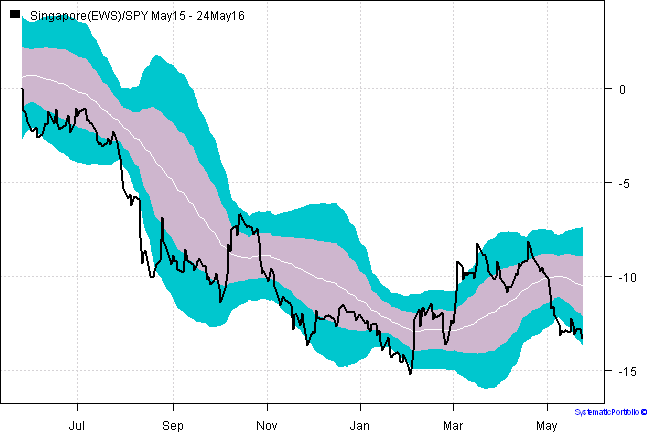 Singapore(EWS)/SPY May15 - 24May16
0
-5
-10
-15
Jul Sep Nov Jan Mar May
SystematicPortfolio ©